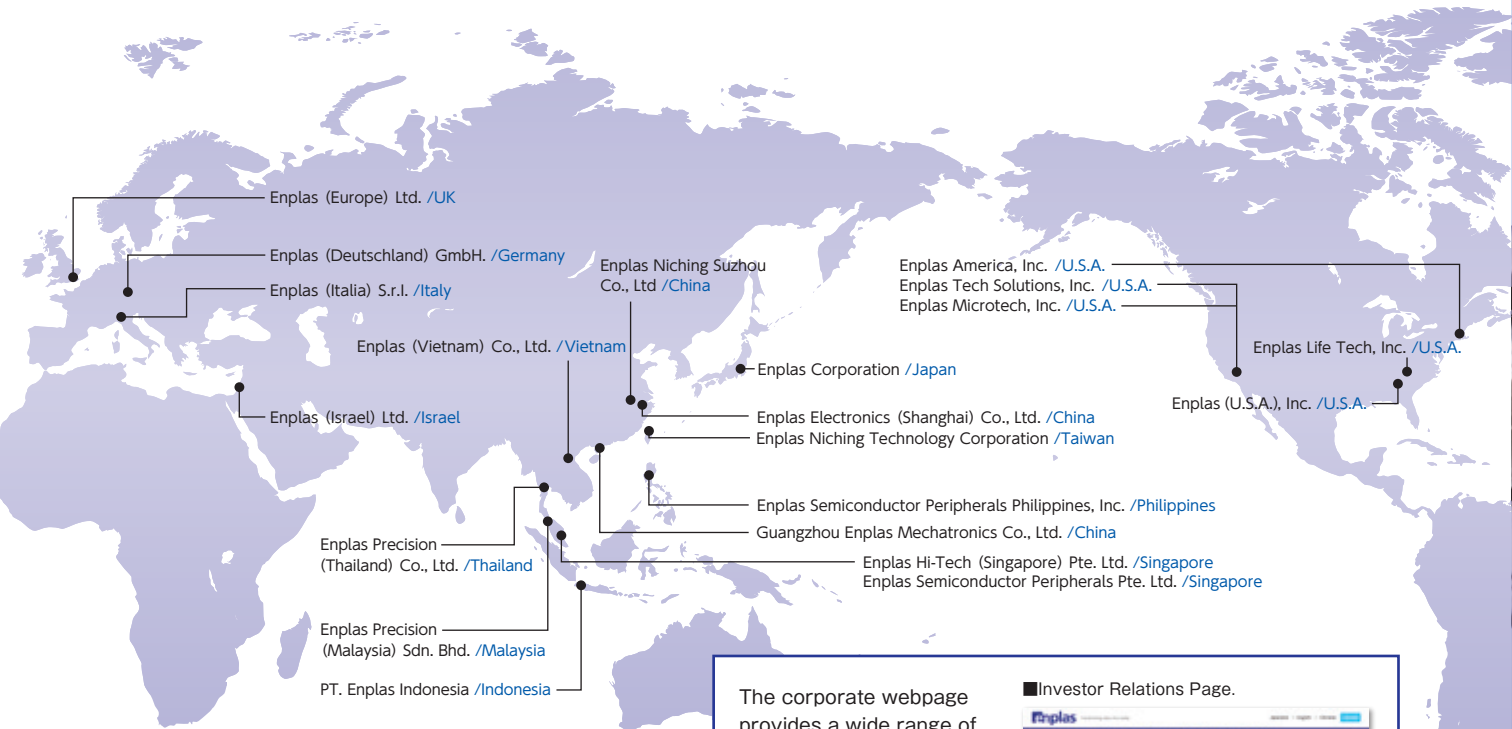 Enplas (Europe) Ltd. /UK
Enplas (Deutschland) GmbH. /Germany
Enplas (Italia) S.r.l. /Italy
Enplas Niching Suzhou
Co., Ltd /China
Enplas (Vietnam) Co., Ltd. /Vietnam
Enplas (Israel) Ltd. /Israel
Enplas America, Inc. /U.S.A.
Enplas Tech Solutions, Inc. /U.S.A.
Enplas Microtech, Inc. /U.S.A.
Enplas Life Tech, Inc. /U.S.A.
Enplas (U.S.A.), Inc. /U.S.A.
Enplas Corporation /Japan
Enplas Electronics (Shanghai) Co., Ltd. /China
Enplas Niching Technology Corporation /Taiwan
Enplas Semiconductor Peripherals Philippines, Inc. /Philippines
Guangzhou Enplas Mechatronics Co., Ltd. /China
Enplas Hi-Tech (Singapore) Pte. Ltd. /Singapore
Enplas Semiconductor Peripherals Pte. Ltd. /Singapore
Enplas Precision
(Thailand) Co., Ltd. /Thailand
Enplas Precision
(Malaysia) Sdn. Bhd. /Malaysia
PT. Enplas Indonesia /Indonesia
The corporate webpage
provides a wide range of
■Investor Relations Page.
Enplas